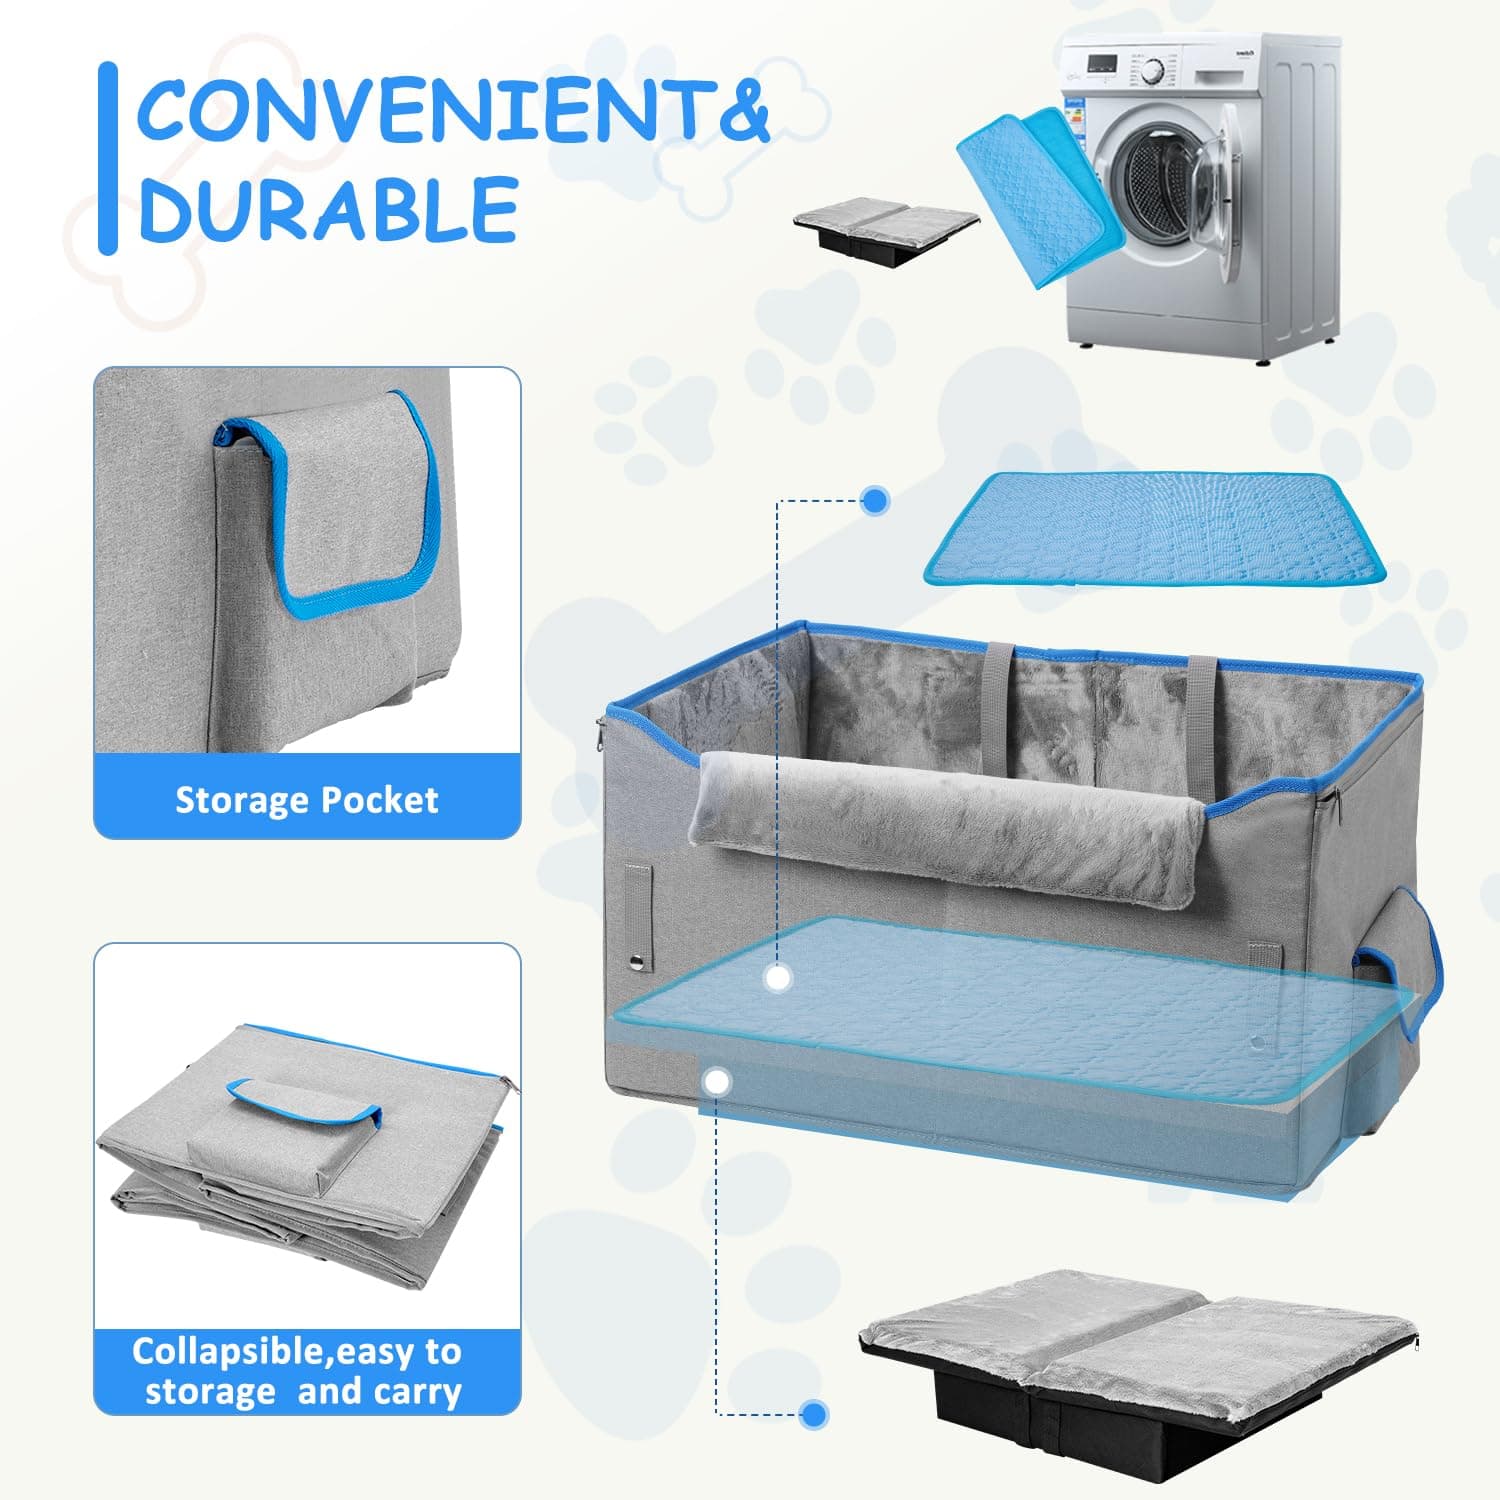 CONVENIENT&
DURABLE
Storage Pocket
Collapsible,easy to
storage and carry